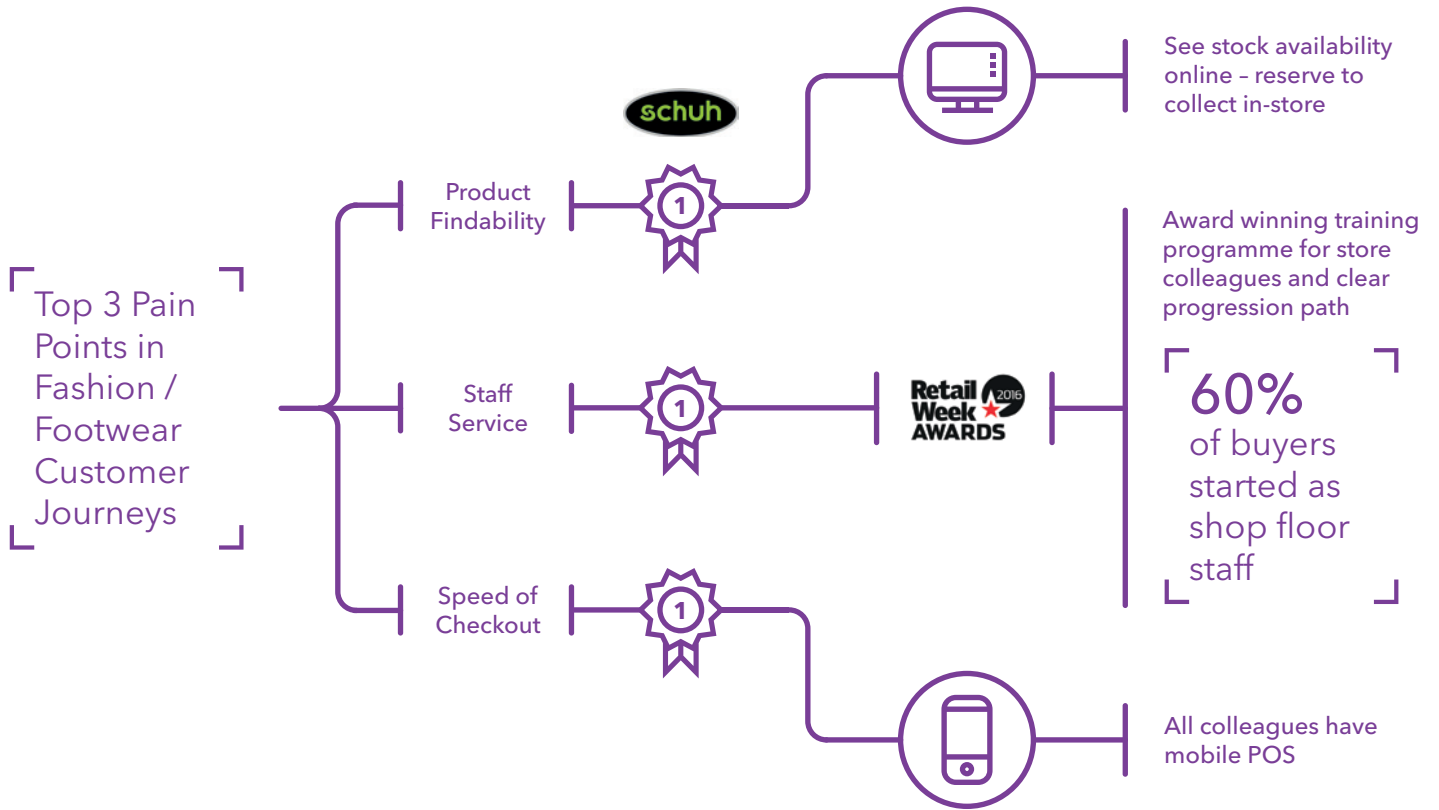 Top 3 Pain
Points in
Fashion /
Footwear
Customer
Journeys
schuh
Product
Findability
1
See stock availability
online – reserve to
collect in-store
Staff
Service
1
Retail
Week
AWARDS
2016
Award winning training
programme for store
colleagues and clear
progression path
60%
of buyers
started as
shop floor
staff
Speed of
Checkout
1
All colleagues have
mobile POS